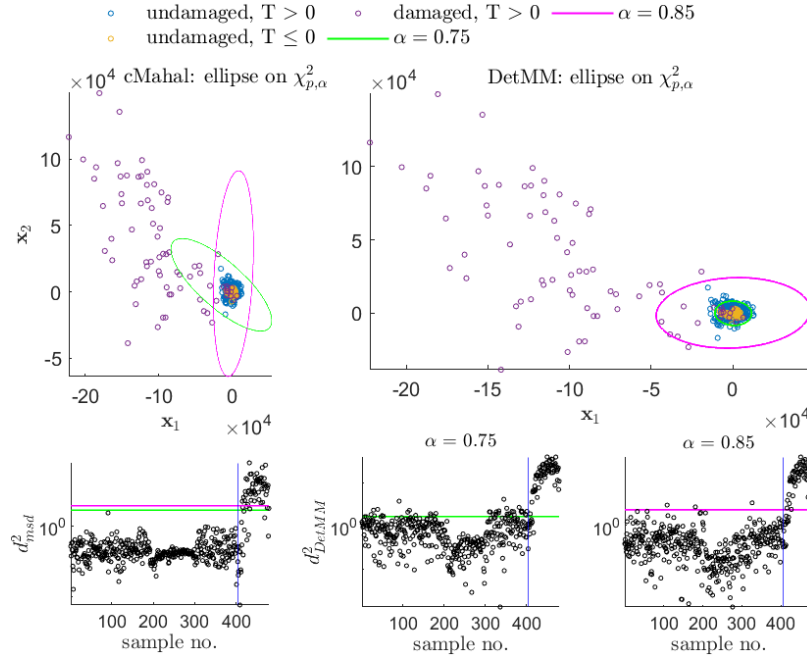 undamaged, T > 0 damaged, T > 0 α = 0.85
undamaged, T ≤ 0 α = 0.75
×10⁴ cMahal: ellipse on χ²ₚ,α DetMM: ellipse on χ²ₚ,α
15
10 10
x₂
5 5
0 0
-5
-20 -10 0 -20 -15 -10 -5 0
x₁ ×10⁴ x₁ ×10⁴
α = 0.75 α = 0.85
d²msd 10⁰ d²DetMM 10⁰ 10⁰
100 200 300 400 100 200 300 400 100 200 300 400
sample no. sample no. sample no.